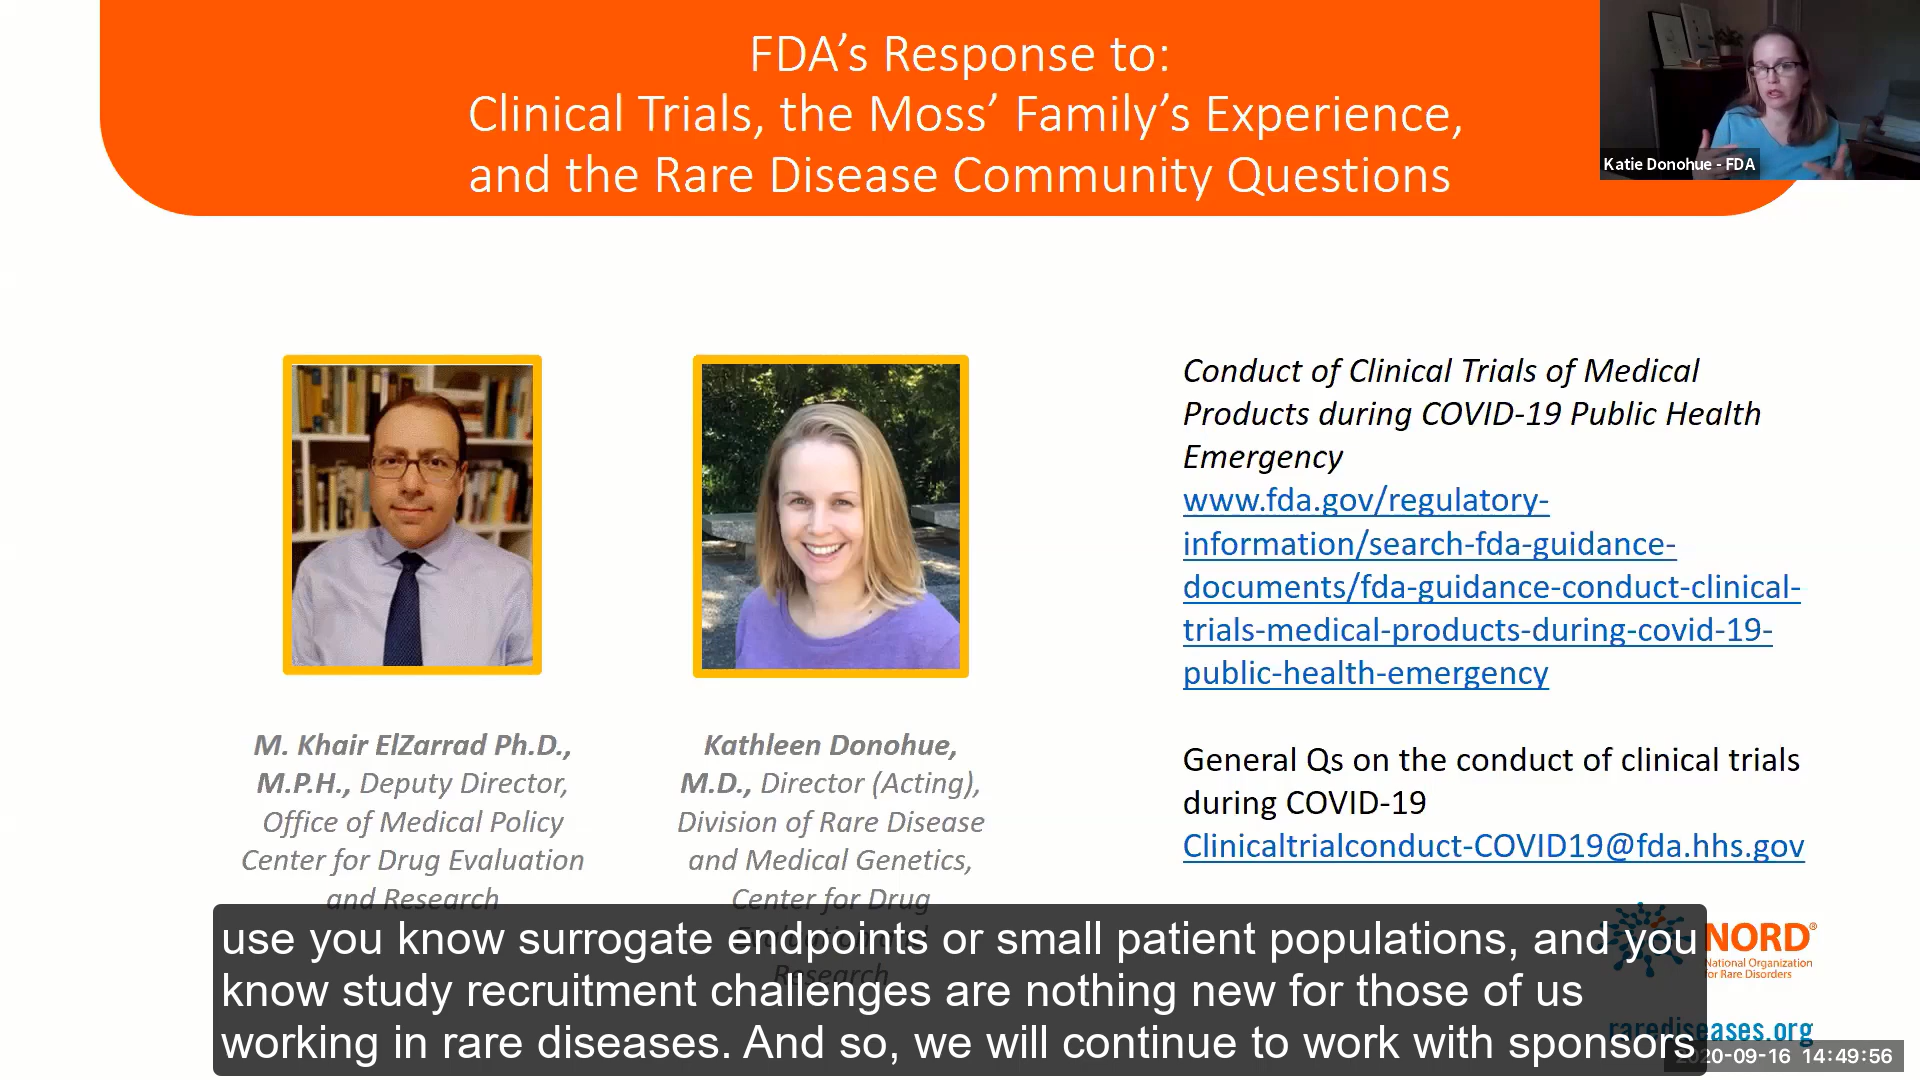 FDA’s Response to:
Clinical Trials, the Moss’ Family’s Experience,
and the Rare Disease Community Questions
Katie Donohue - FDA
M. Khair ElZarrad Ph.D.,
M.P.H., Deputy Director,
Office of Medical Policy
Center for Drug Evaluation
and Research
Kathleen Donohue,
M.D., Director (Acting),
Division of Rare Disease
and Medical Genetics,
Center for Drug
Research
Conduct of Clinical Trials of Medical
Products during COVID-19 Public Health
Emergency
www.fda.gov/regulatory-
information/search-fda-guidance-
documents/fda-guidance-conduct-clinical-
trials-medical-products-during-covid-19-
public-health-emergency
General Qs on the conduct of clinical trials
during COVID-19
Clinicaltrialconduct-COVID19@fda.hhs.gov
NORD®
National Organization
for Rare Disorders
rarediseases.org
use you know surrogate endpoints or small patient populations, and you
know study recruitment challenges are nothing new for those of us
working in rare diseases. And so, we will continue to work with sponsors
2020-09-16 14:49:56